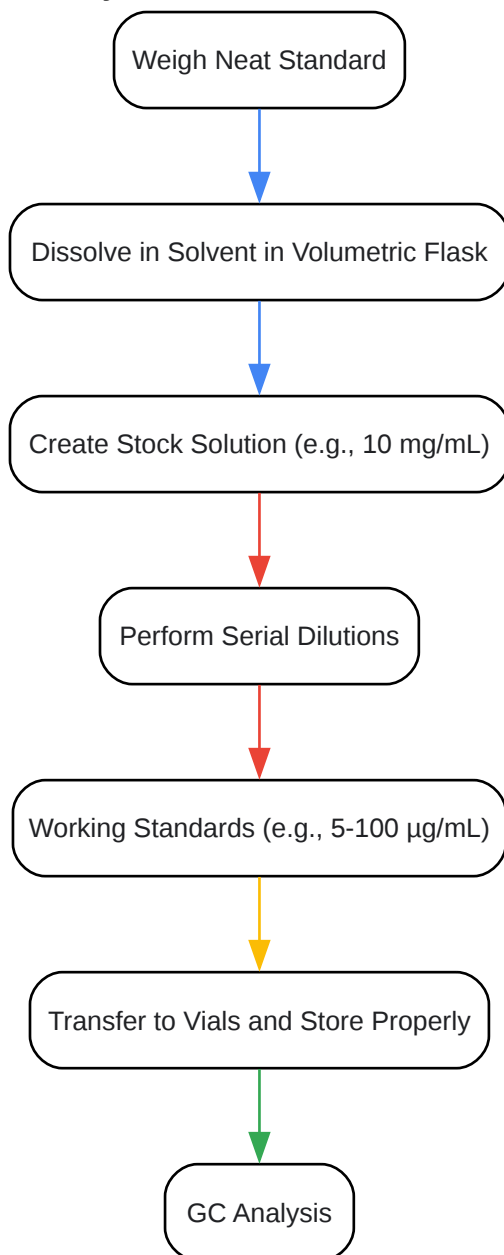 Weigh Neat Standard
Dissolve in Solvent in Volumetric Flask
Create Stock Solution (e.g., 10 mg/mL)
Perform Serial Dilutions
Working Standards (e.g., 5-100 µg/mL)
Transfer to Vials and Store Properly
GC Analysis